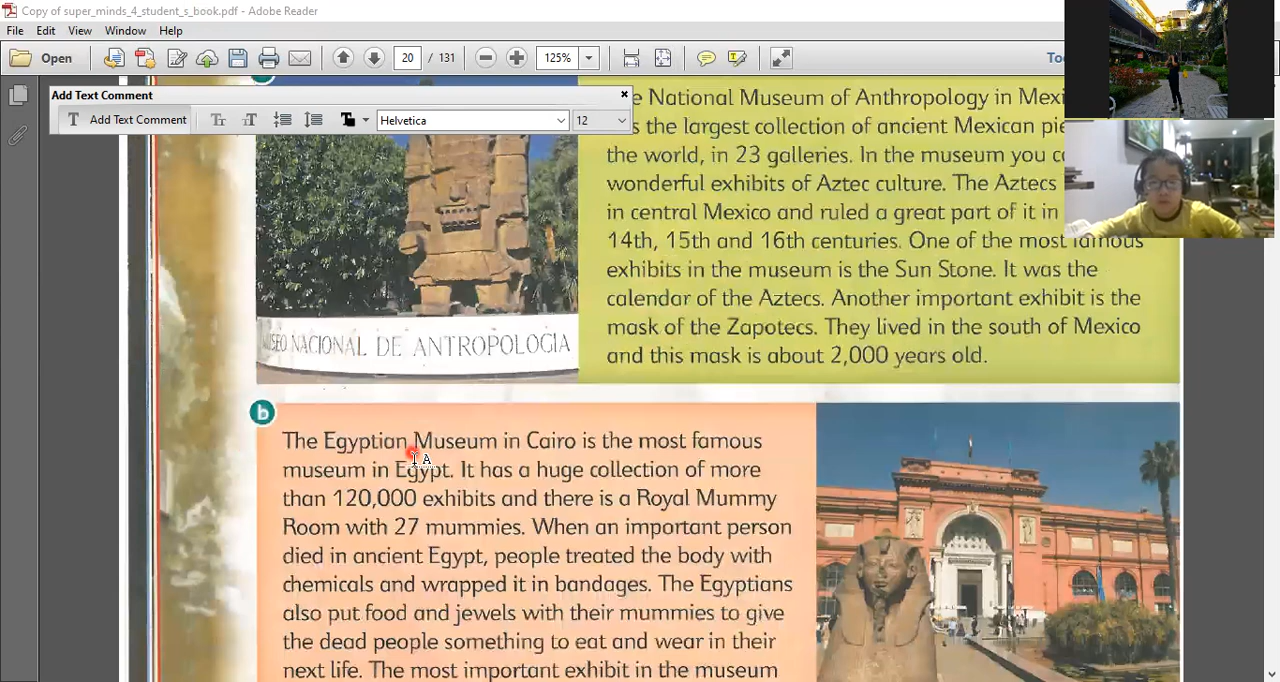 Copy of super_minds_4_student_s_book.pdf - Adobe Reader
File Edit View Window Help
Open 20 / 131 125%
Add Text Comment
Add Text Comment Helvetica 12
National Museum of Anthropology in
the largest collection of ancient Mexican
the world, in 23 galleries. In the museum you
wonderful exhibits of Aztec culture. The Aztecs
in central Mexico and ruled a great part of it in
14th, 15th and 16th centuries. One of the most famous
exhibits in the museum is the Sun Stone. It was the
calendar of the Aztecs. Another important exhibit is the
mask of the Zapotecs. They lived in the south of Mexico
and this mask is about 2,000 years old.
NACIONAL DE ANTROPOLOGIA
b
The Egyptian Museum in Cairo is the most famous
museum in Egypt. It has a huge collection of more
than 120,000 exhibits and there is a Royal Mummy
Room with 27 mummies. When an important person
died in ancient Egypt, people treated the body with
chemicals and wrapped it in bandages. The Egyptians
also put food and jewels with their mummies to give
the dead people something to eat and wear in their
next life. The most important exhibit in the museum